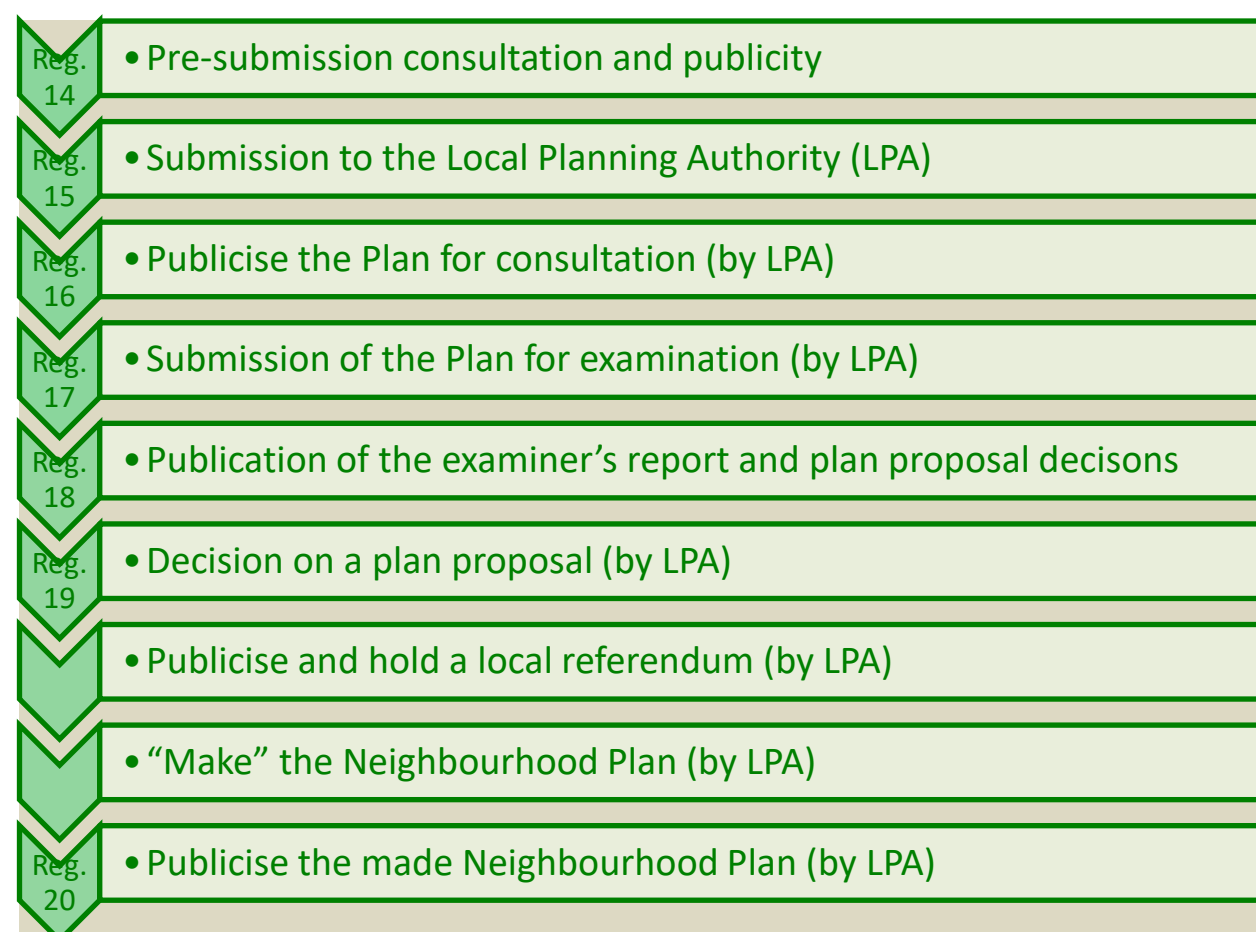 Reg.
14
• Pre-submission consultation and publicity
Reg.
15
• Submission to the Local Planning Authority (LPA)
Reg.
16
• Publicise the Plan for consultation (by LPA)
Reg.
17
• Submission of the Plan for examination (by LPA)
Reg.
18
• Publication of the examiner’s report and plan proposal decisons
Reg.
19
• Decision on a plan proposal (by LPA)
• Publicise and hold a local referendum (by LPA)
• “Make” the Neighbourhood Plan (by LPA)
Reg.
20
• Publicise the made Neighbourhood Plan (by LPA)